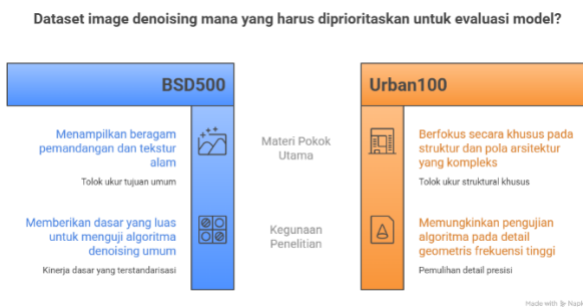 Dataset image denoising mana yang harus diprioritaskan untuk evaluasi model?
BSD500
Urban100
Menampilkan beragam
pemandangan dan tekstur
alam
Tolok ukur tujuan umum
Materi Pokok
Utama
Berfokus secara khusus pada
struktur dan pola arsitektur
yang kompleks
Tolok ukur struktural khusus
Memberikan dasar yang luas
untuk menguji algoritma
denoising umum
Kinerja dasar yang terstandarisasi
Kegunaan
Penelitian
Memungkinkan pengujian
algoritma pada detail
geometris frekuensi tinggi
Pemulihan detail presisi
Made with